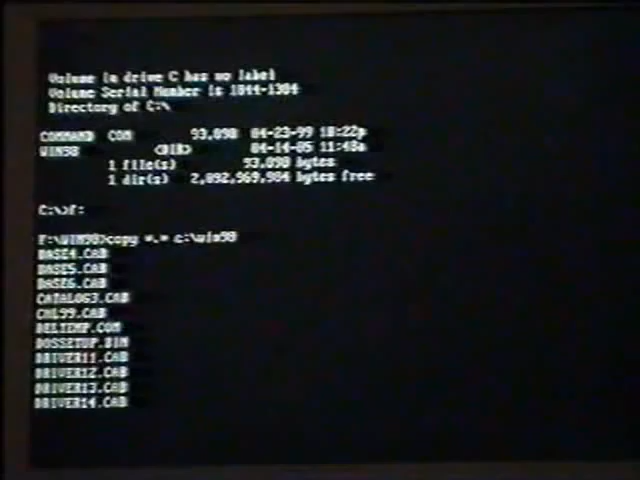 Volume in drive C has no label
Volume Serial Number is 1844-1304
Directory of C:\
COMMAND COM 93,890 04-23-99 10:22p
WIN98 <DIR> 04-14-05 11:48a
1 file(s) 93,890 bytes
1 dir(s) 2,092,969,984 bytes free
C:\>f:
F:\WIN98>copy *.* c:\win98
BASE4.CAB
BASE5.CAB
BASE6.CAB
CATALOG3.CAB
CHL99.CAB
DELTEMP.COM
DOSSETUP.BIN
DRIVER11.CAB
DRIVER12.CAB
DRIVER13.CAB
DRIVER14.CAB